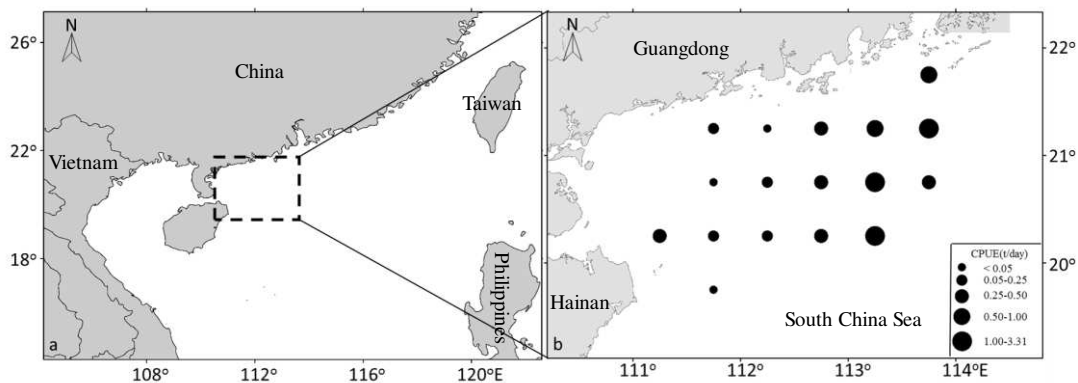 N
26°
China
Taiwan
22°
Vietnam
18°
Philippines
a
108°
112°
116°
120°E
N
22°
Guangdong
21°
20°
CPUE(t/day)
<0.05
0.05-0.25
0.25-0.50
0.50-1.00
1.00-3.31
Hainan
South China Sea
b
111°
112°
113°
114°E